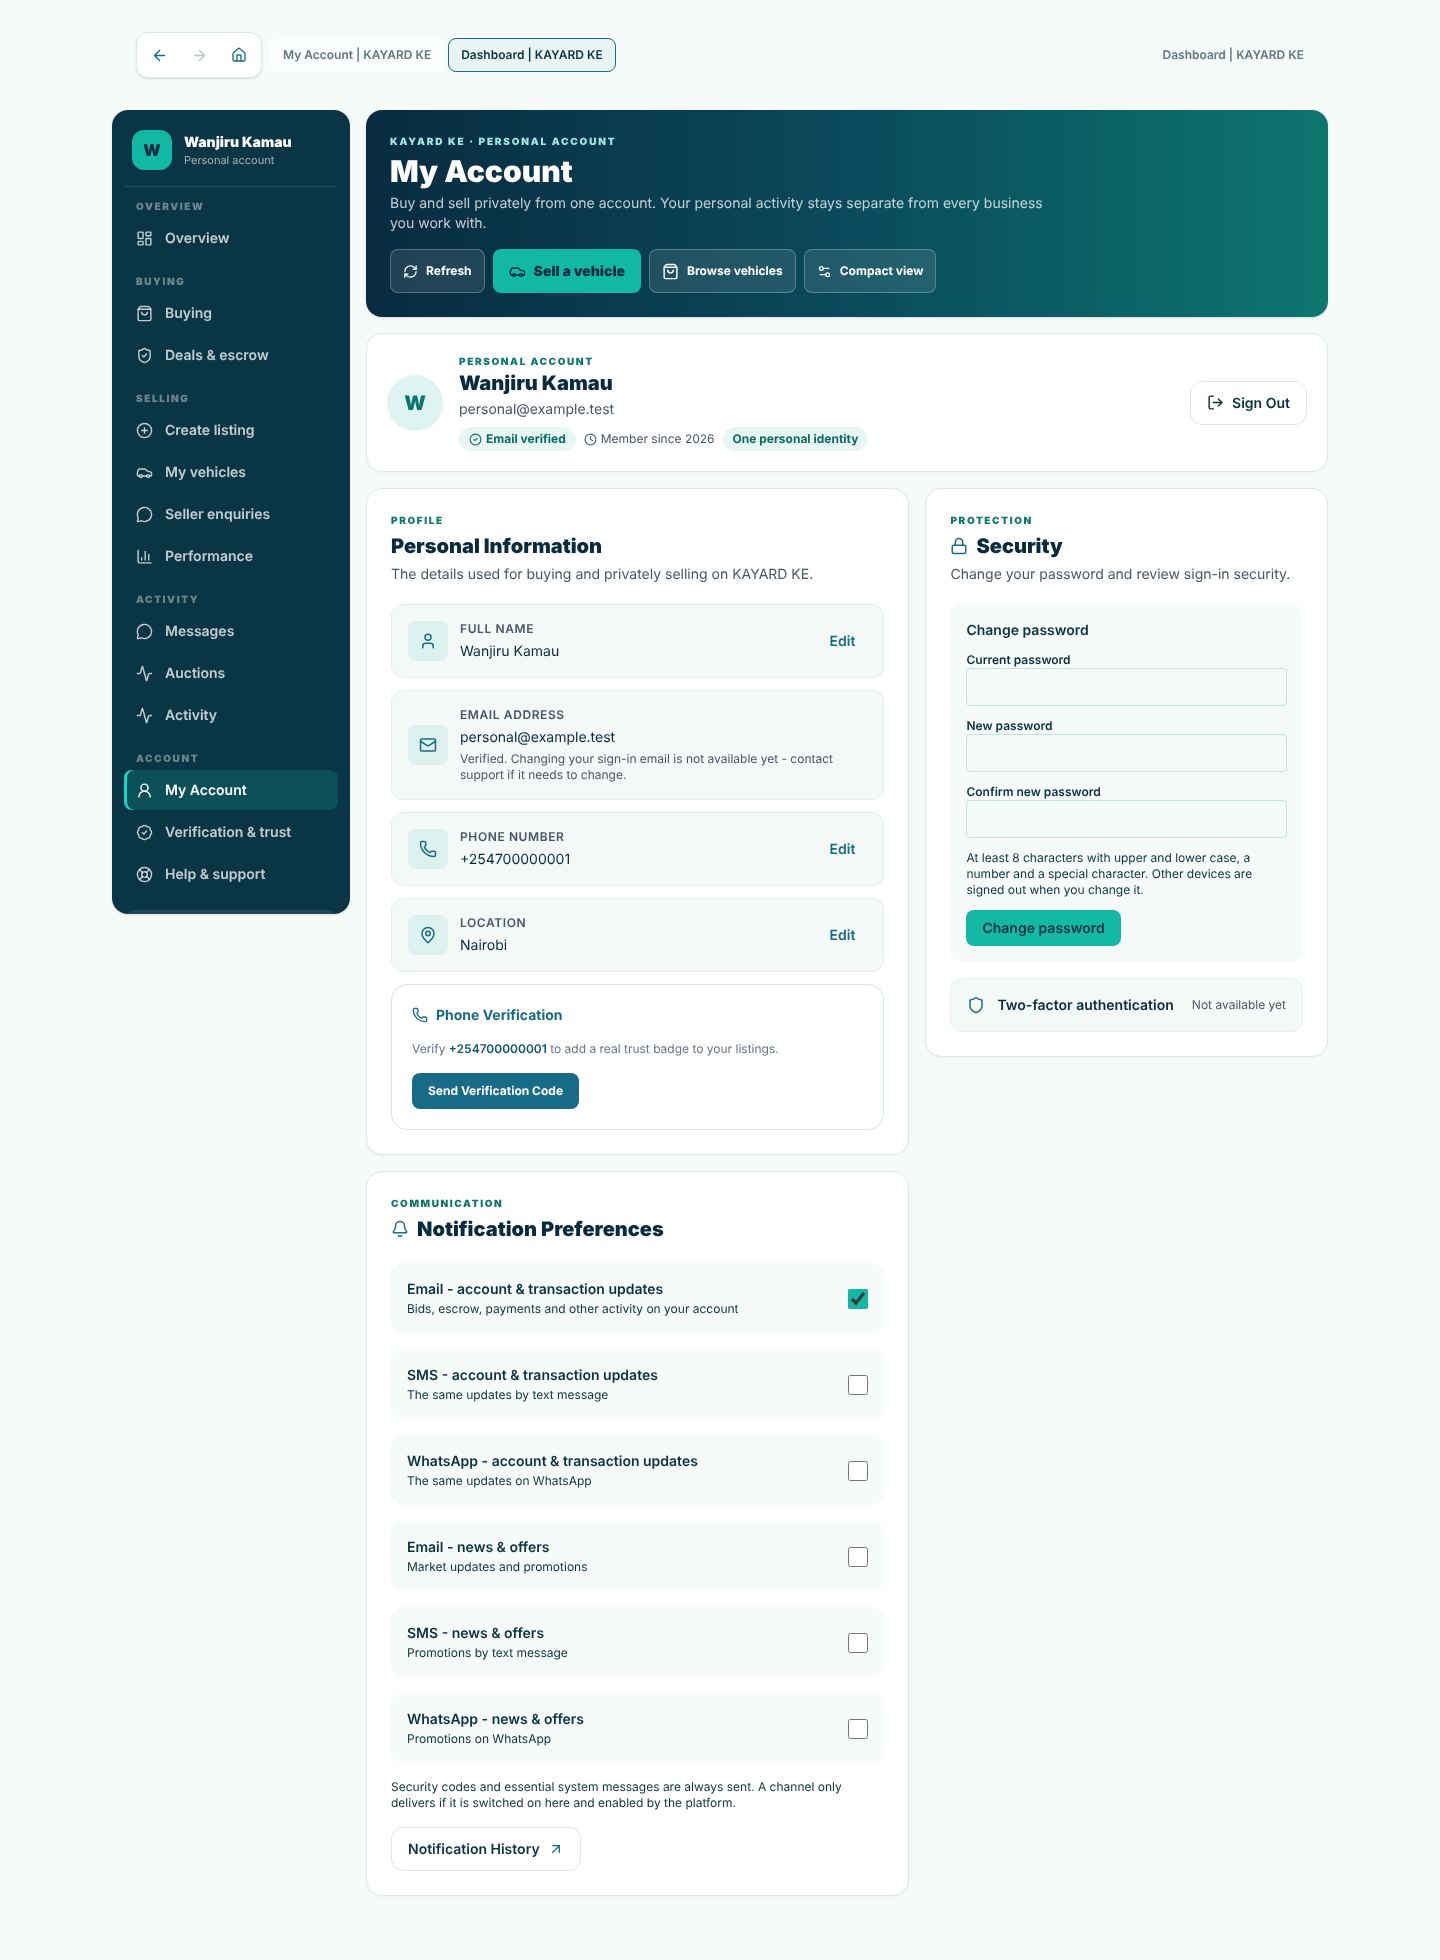 My Account | KAYARD KE
Dashboard | KAYARD KE
Dashboard | KAYARD KE
W
Wanjiru Kamau
Personal account
OVERVIEW
Overview
BUYING
Buying
Deals & escrow
SELLING
Create listing
My vehicles
Seller enquiries
Performance
ACTIVITY
Messages
Auctions
Activity
ACCOUNT
My Account
Verification & trust
Help & support
KAYARD KE · PERSONAL ACCOUNT
My Account
Buy and sell privately from one account. Your personal activity stays separate from every business
you work with.
Refresh
Sell a vehicle
Browse vehicles
Compact view
W
PERSONAL ACCOUNT
Wanjiru Kamau
personal@example.test
Email verified
Member since 2026
One personal identity
Sign Out
PROFILE
Personal Information
The details used for buying and privately selling on KAYARD KE.
FULL NAME
Wanjiru Kamau
Edit
EMAIL ADDRESS
personal@example.test
Verified. Changing your sign-in email is not available yet - contact
support if it needs to change.
PHONE NUMBER
+254700000001
Edit
LOCATION
Nairobi
Edit
Phone Verification
Verify +254700000001 to add a real trust badge to your listings.
Send Verification Code
PROTECTION
Security
Change your password and review sign-in security.
Change password
Current password
New password
Confirm new password
At least 8 characters with upper and lower case, a
number and a special character. Other devices are
signed out when you change it.
Change password
Two-factor authentication
Not available yet
COMMUNICATION
Notification Preferences
Email - account & transaction updates
Bids, escrow, payments and other activity on your account
SMS - account & transaction updates
The same updates by text message
WhatsApp - account & transaction updates
The same updates on WhatsApp
Email - news & offers
Market updates and promotions
SMS - news & offers
Promotions by text message
WhatsApp - news & offers
Promotions on WhatsApp
Security codes and essential system messages are always sent. A channel only
delivers if it is switched on here and enabled by the platform.
Notification History